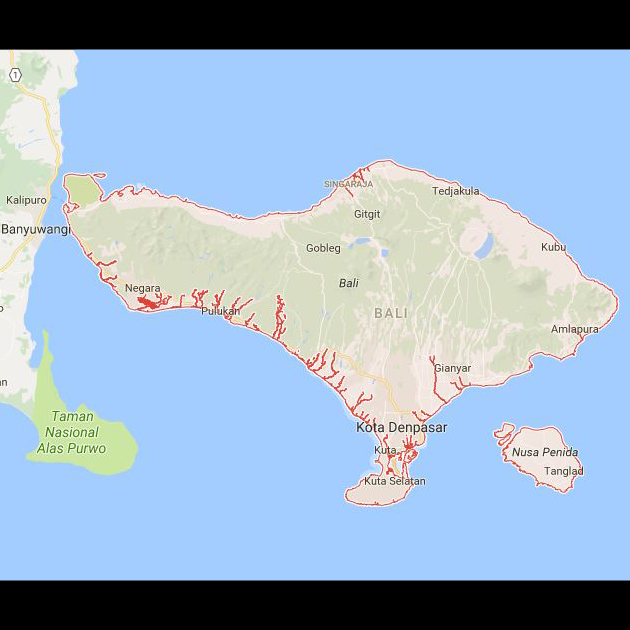 1
Kalipuro
Banyuwangi
SINGARAJA
Tedjakula
Gitgit
Gobleg
Kubu
Bali
Negara
Pulukan
BALI
Amlapura
Gianyar
an
Taman
Nasional
Alas Purwo
Kota Denpasar
Kuta
Nusa Penida
Tanglad
Kuta Selatan